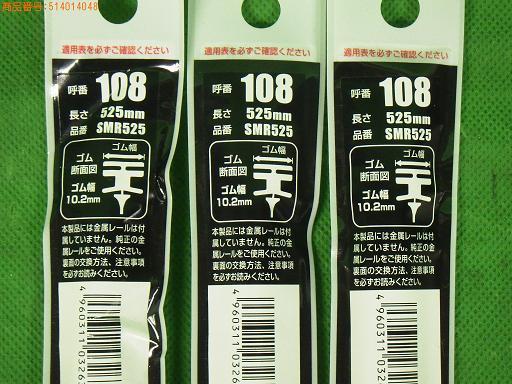 商品番号:514014048
適用表を必ずご確認ください
呼番 108
長さ 525mm
品番 SMR525
ゴム幅
ゴム
断面図
ゴム幅
10.2mm
本製品には金属レールは付
属していません。純正の金
属レールをご使用ください。
裏面の交換方法、注意事項
を必ずお読みください。
4 960311 0326
適用表を必ずご確認ください
呼番 108
長さ 525mm
品番 SMR525
ゴム幅
ゴム
断面図
ゴム幅
10.2mm
本製品には金属レールは付
属していません。純正の金
属レールをご使用ください。
裏面の交換方法、注意事項
を必ずお読みください。
4 960311 0326
適用表を必ずご確認ください
呼番 108
長さ 525mm
品番 SMR525
ゴム幅
ゴム
断面図
ゴム幅
10.2mm
本製品には金属レールは付
属していません。純正の金
属レールをご使用ください。
裏面の交換方法、注意事項
を必ずお読みください。
4 960311 0326